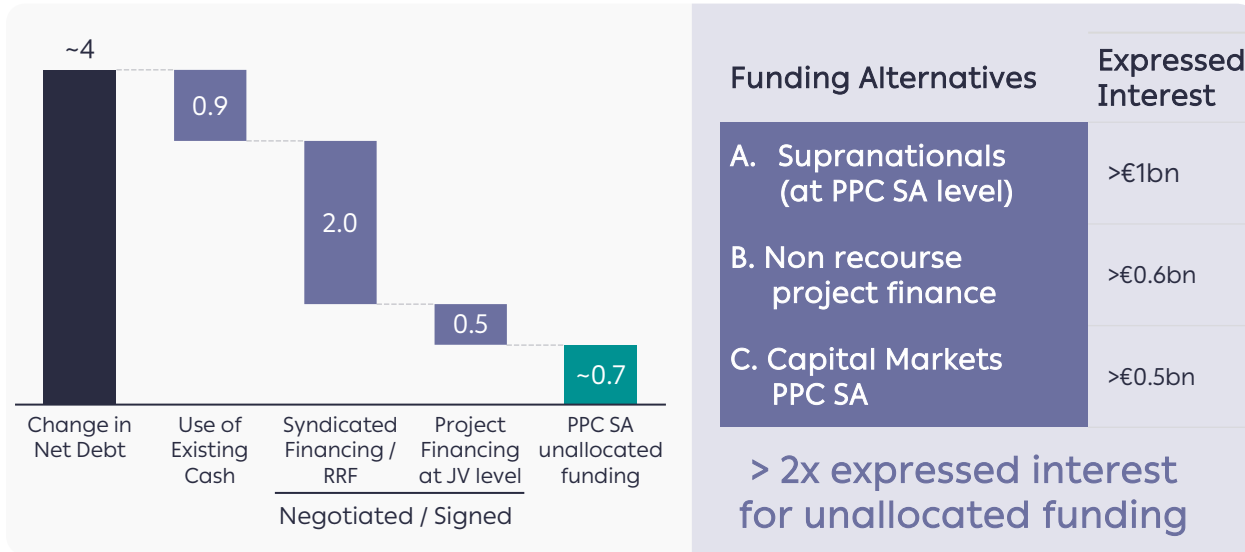 ~4
0.9
2.0
0.5
~0.7
Change in
Net Debt
Use of
Existing
Cash
Syndicated
Financing /
RRF
Project
Financing
at JV level
PPC SA
unallocated
funding
Negotiated / Signed
Funding Alternatives
Expressed
Interest
A. Supranationals
(at PPC SA level)
>€1bn
B. Non recourse
project finance
>€0.6bn
C. Capital Markets
PPC SA
>€0.5bn
> 2x expressed interest
for unallocated funding